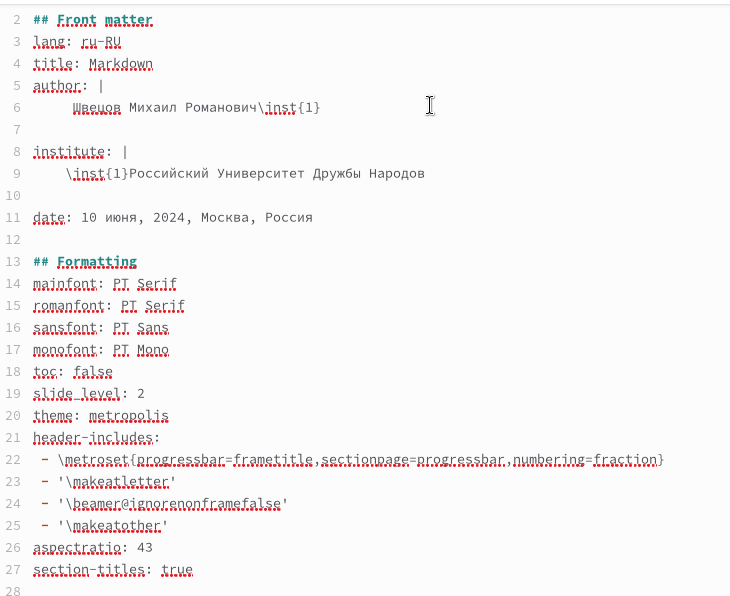 2 ## Front matter
3 lang: ru-RU
4 title: Markdown
5 author: |
6 Швецов Михаил Романович\inst{1}
7
8 institute: |
9 \inst{1}Российский Университет Дружбы Народов
10
11 date: 10 июня, 2024, Москва, Россия
12
13 ## Formatting
14 mainfont: PT Serif
15 romanfont: PT Serif
16 sansfont: PT Sans
17 monofont: PT Mono
18 toc: false
19 slide_level: 2
20 theme: metropolis
21 header-includes:
22 - \metroset{progressbar=frametitle,sectionpage=progressbar,numbering=fraction}
23 - '\makeatletter'
24 - '\beamer@ignorenonframefalse'
25 - '\makeatother'
26 aspectratio: 43
27 section-titles: true
28